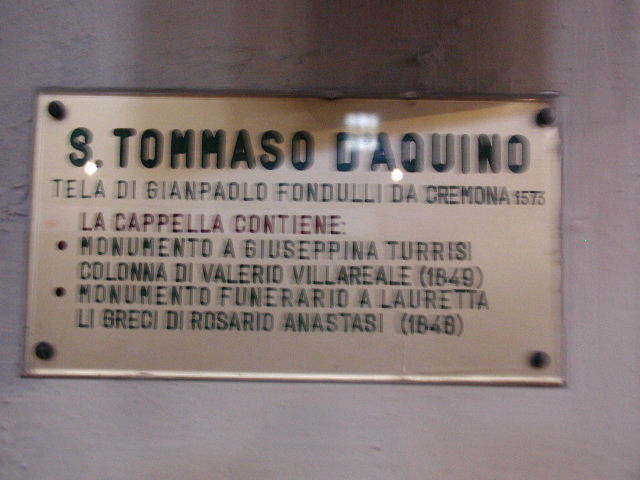 S. TOMMASO D'AQUINO
TELA DI GIANPAOLO FONDULLI DA CREMONA 1573
LA CAPPELLA CONTIENE:
• MONUMENTO A GIUSEPPINA TURRISI
COLONNA DI VALERIO VILLAREALE (1849)
• MONUMENTO FUNERARIO A LAURETTA
LI GRECI DI ROSARIO ANASTASI (1848)